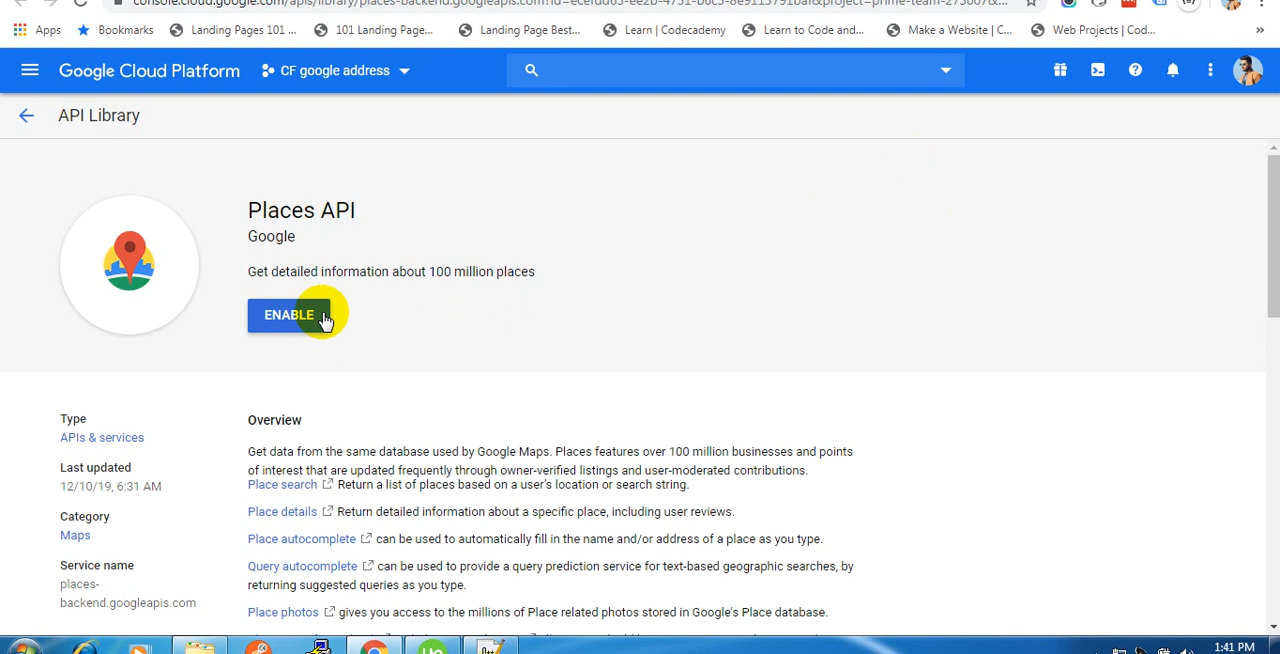 Apps
Bookmarks
Landing Pages 101 ...
101 Landing Page...
Landing Page Best...
Learn | Codecademy
Learn to Code and...
Make a Website | C...
Web Projects | Cod...
»
Google Cloud Platform
CF google address
API Library
Places API
Google
Get detailed information about 100 million places
ENABLE
Type
APIs & services
Last updated
12/10/19, 6:31 AM
Category
Maps
Service name
places-
backend.googleapis.com
Overview
Get data from the same database used by Google Maps. Places features over 100 million businesses and points
of interest that are updated frequently through owner-verified listings and user-moderated contributions.
Place search Return a list of places based on a user's location or search string.
Place details Return detailed information about a specific place, including user reviews.
Place autocomplete can be used to automatically fill in the name and/or address of a place as you type.
Query autocomplete can be used to provide a query prediction service for text-based geographic searches, by
returning suggested queries as you type.
Place photos gives you access to the millions of Place related photos stored in Google's Place database.
1:41 PM